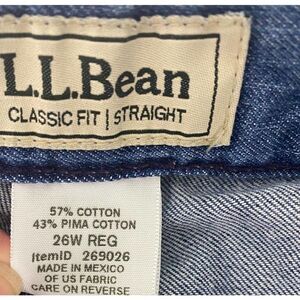 L.L.Bean
CLASSIC FIT | STRAIGHT
57% COTTON
43% PIMA COTTON
26W REG
ItemID 269026
MADE IN MEXICO
OF US FABRIC
CARE ON REVERSE